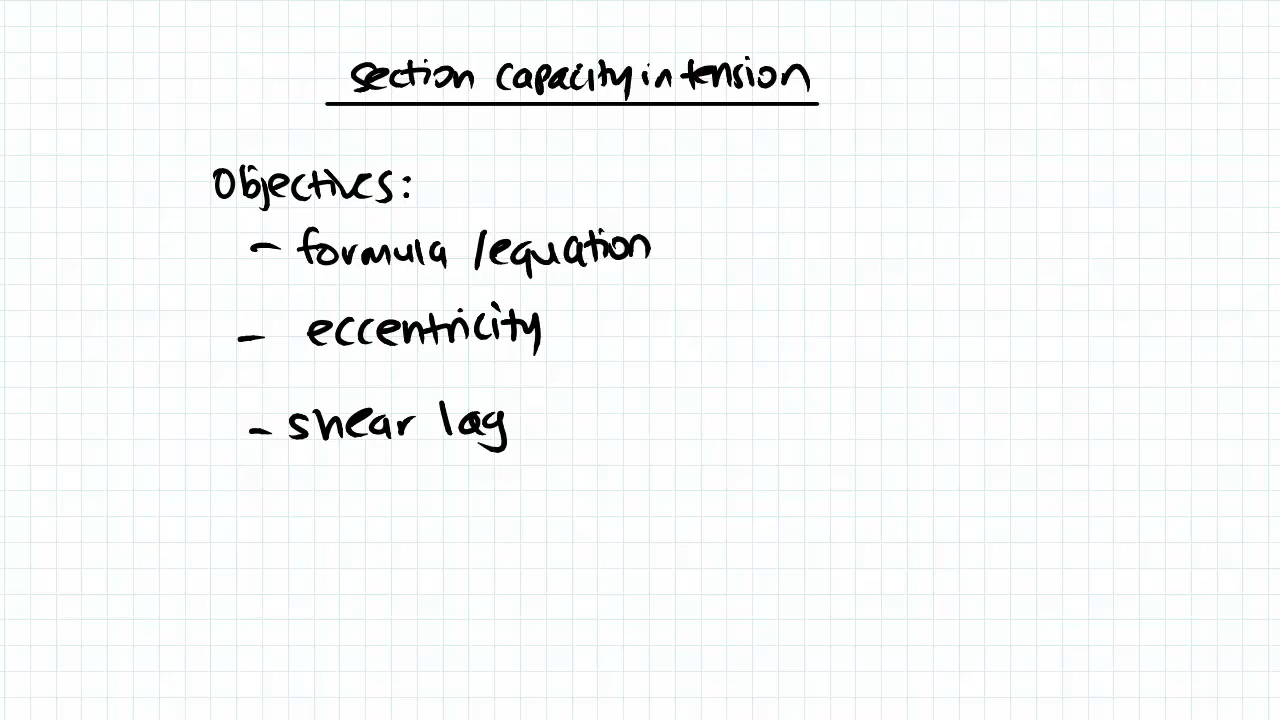 section capacity in tension
Objectives:
- formula /equation
- eccentricity
- shear lag